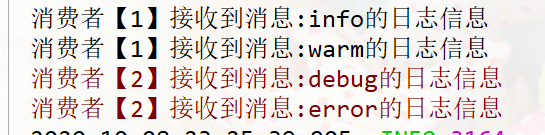 消费者【1】接收到消息:info的日志信息
消费者【1】接收到消息:warm的日志信息
消费者【2】接收到消息:debug的日志信息
消费者【2】接收到消息:error的日志信息